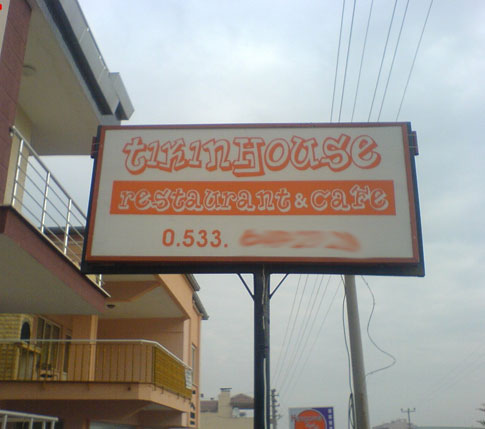 tıkınHouse
restaurant & cafe
0.533.